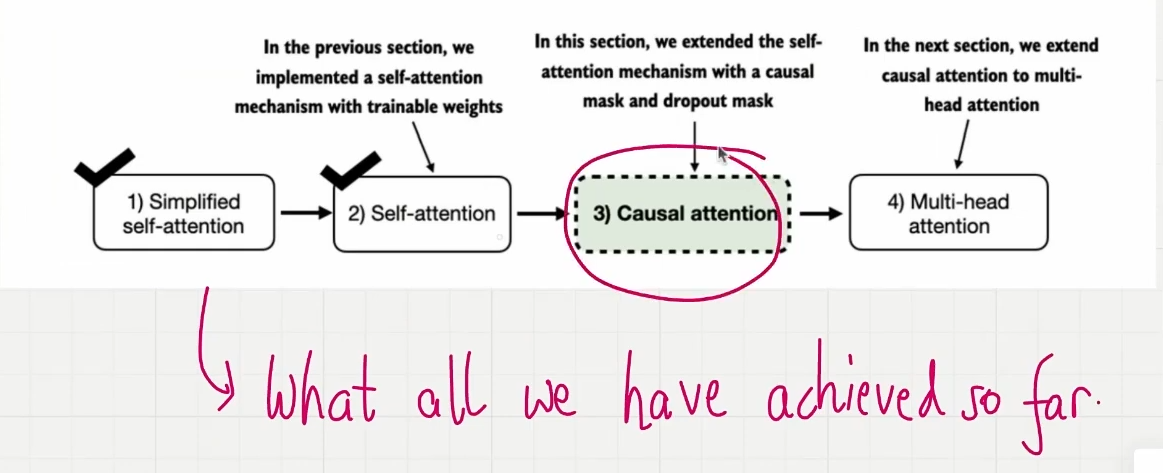 In the previous section, we
implemented a self-attention
mechanism with trainable weights
In this section, we extended the self-
attention mechanism with a causal
mask and dropout mask
In the next section, we extend
causal attention to multi-
head attention
1) Simplified
self-attention
2) Self-attention
3) Causal attention
4) Multi-head
attention
What all we have achieved so far.